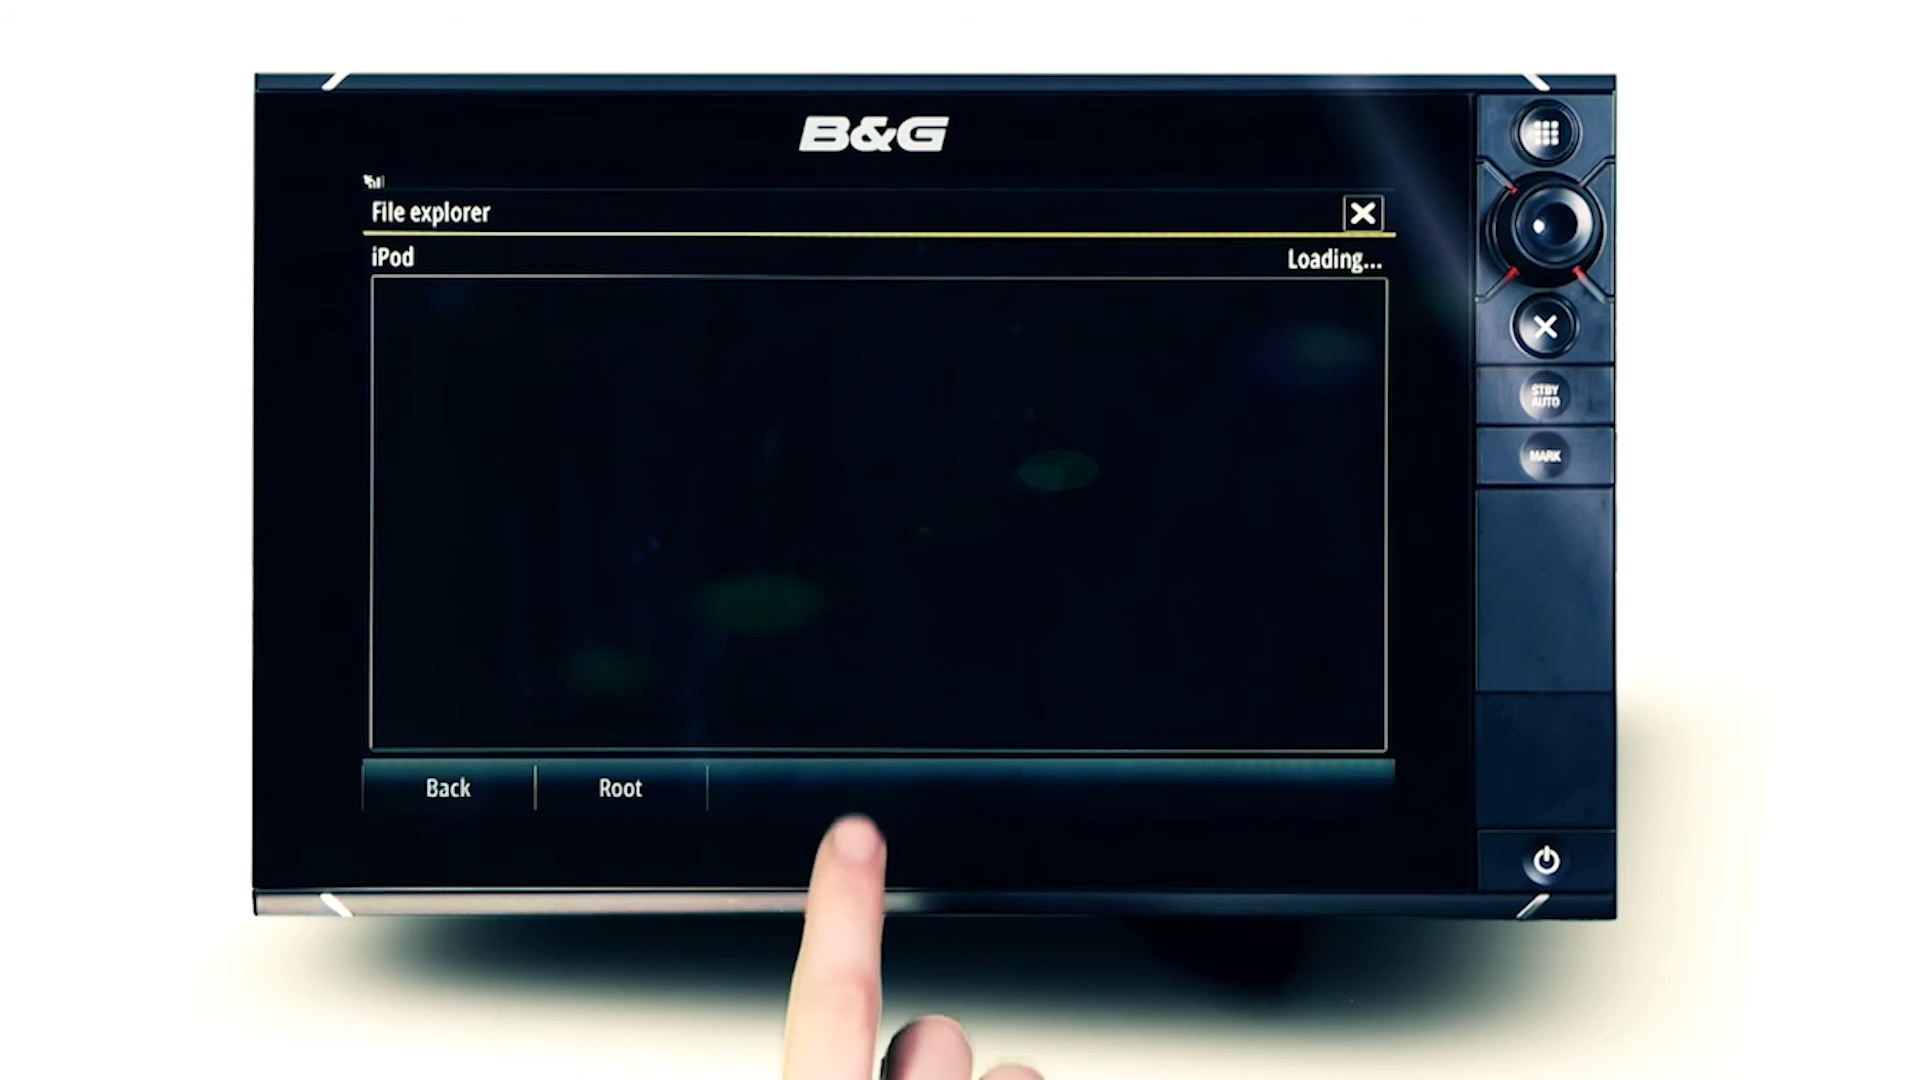 B&G
File explorer
iPod
Loading...
Back
Root
STBY
AUTO
MARK